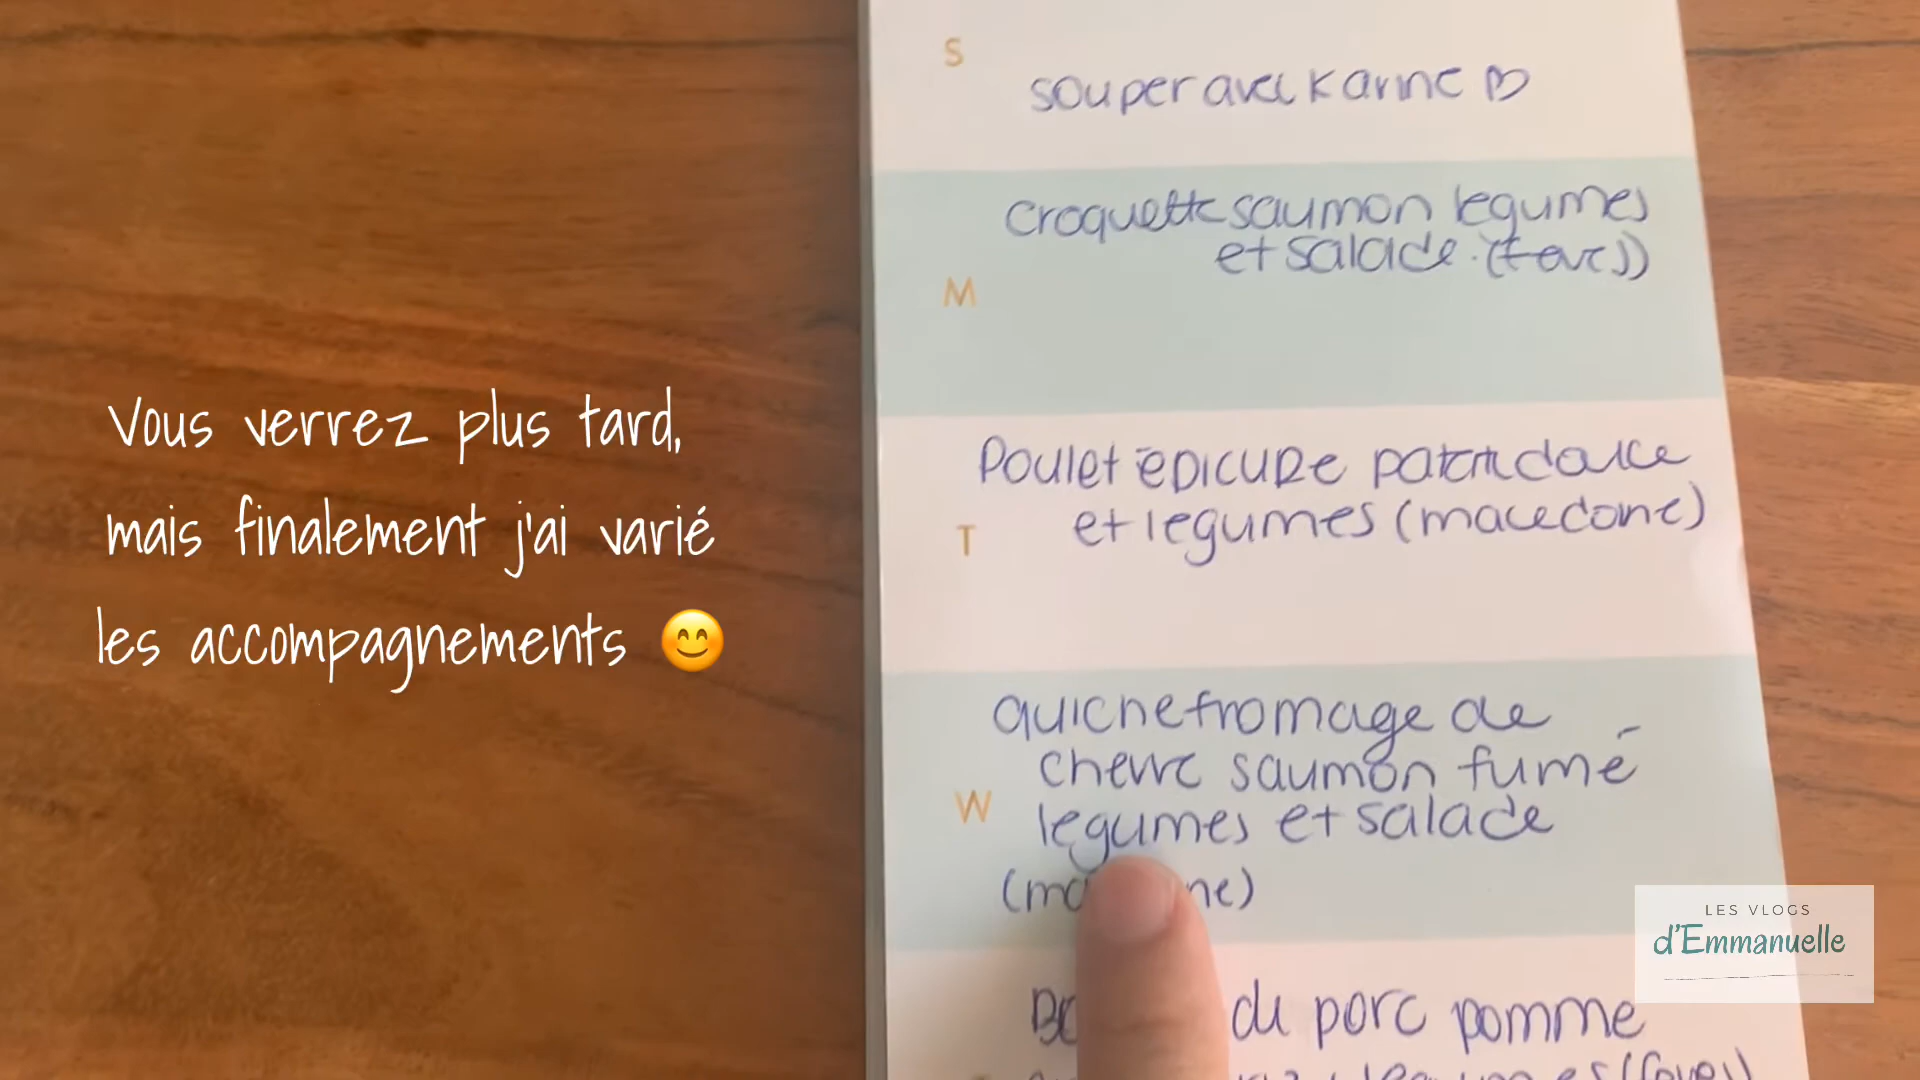 Vous verrez plus tard,
mais finalement j'ai varié
les accompagnements 😊
S
souper avec Karine ♡
croquette saumon legumes
et salade. (feves)
M
Poulet EPICURE patate douce
et legumes (macedoine)
T
quiche fromage de
chevre saumon fumé
W
legumes et salade
du porc pomme
LES VLOGS
d'Emmanuelle